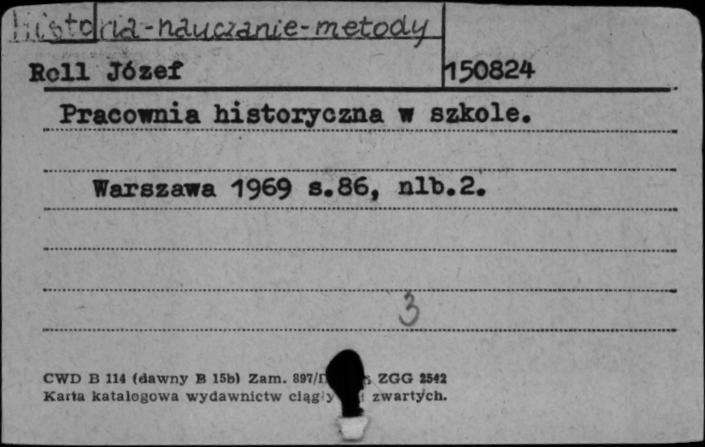 historia-nauczanie-metody
Roll Józef 150824
Pracownia historyczna w szkole.
Warszawa 1969 s.86, nlb.2.
3
CWD B 114 (dawny B 15b) Zam. 897/ ZGG 2542
Karta katalogowa wydawnictw zwartych.